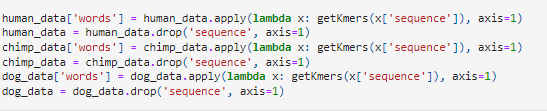 human_data['words'] = human_data.apply(lambda x: getKmers(x['sequence']), axis=1)
human_data = human_data.drop('sequence', axis=1)
chimp_data['words'] = chimp_data.apply(lambda x: getKmers(x['sequence']), axis=1)
chimp_data = chimp_data.drop('sequence', axis=1)
dog_data['words'] = dog_data.apply(lambda x: getKmers(x['sequence']), axis=1)
dog_data = dog_data.drop('sequence', axis=1)